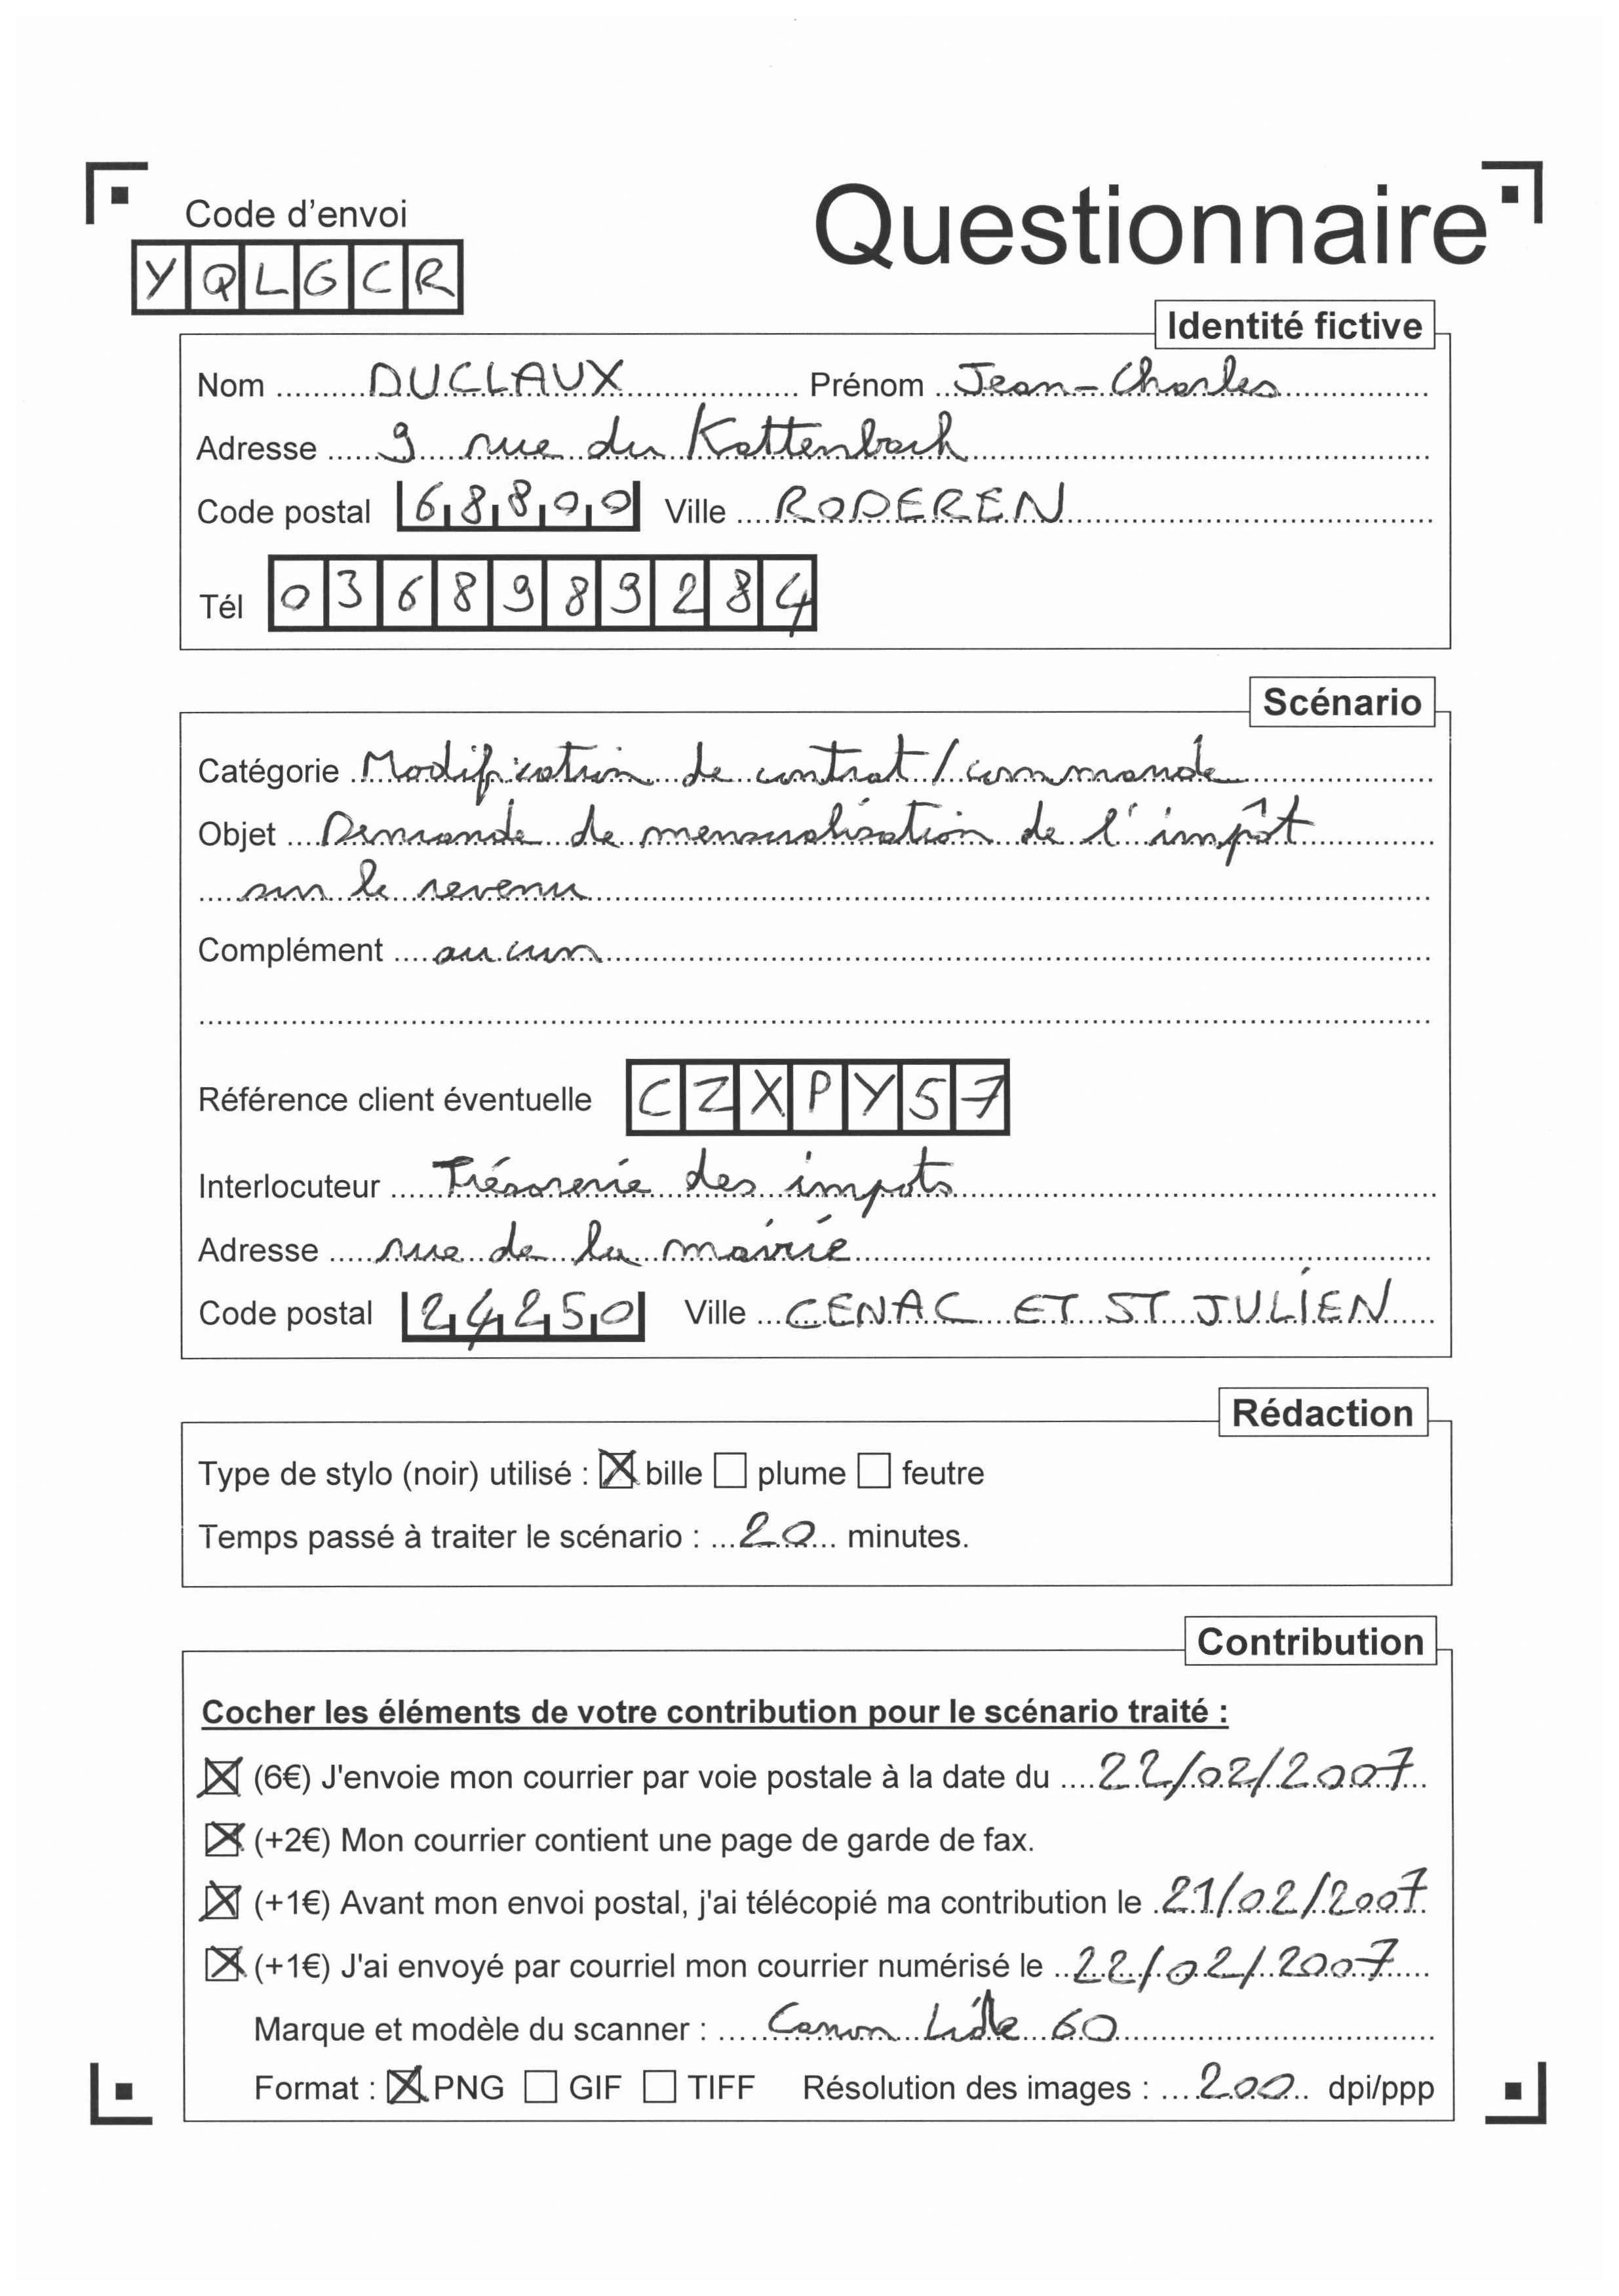 Code d'envoi
Questionnaire
YQLGCR
Identité fictive
Nom DUCLAUX Prénom Jean-Charles
Adresse 9 rue du Kattenbach
Code postal 68800 Ville RODEREN
Tél 0368989284
Scénario
Catégorie Modification de contrat/commande
Objet Demande de mensualisation de l'impôt
sur le revenu
Complément aucun
Référence client éventuelle CZXPY57
Interlocuteur Trésorerie des impots
Adresse rue de la mairie
Code postal 24250 Ville CENAC ET ST JULIEN
Rédaction
Type de stylo (noir) utilisé : bille plume feutre
Temps passé à traiter le scénario : 20 minutes.
Contribution
Cocher les éléments de votre contribution pour le scénario traité :
(6€) J'envoie mon courrier par voie postale à la date du 22/02/2007
(+2€) Mon courrier contient une page de garde de fax.
(+1€) Avant mon envoi postal, j'ai télécopié ma contribution le 21/02/2007
(+1€) J'ai envoyé par courriel mon courrier numérisé le 22/02/2007
Marque et modèle du scanner : Canon Lide 60
Format : PNG GIF TIFF Résolution des images : 200 dpi/ppp